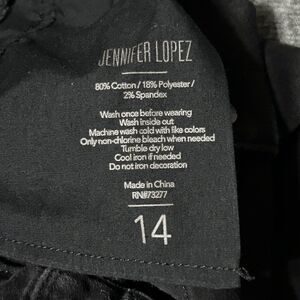 JENNIFER LOPEZ
80% Cotton / 18% Polyester /
2% Spandex
Wash once before wearing
Wash inside out
Machine wash cold with like colors
Only non-chlorine bleach when needed
Tumble dry low
Cool iron if needed
Do not iron decoration
Made in China
RN#73277
14